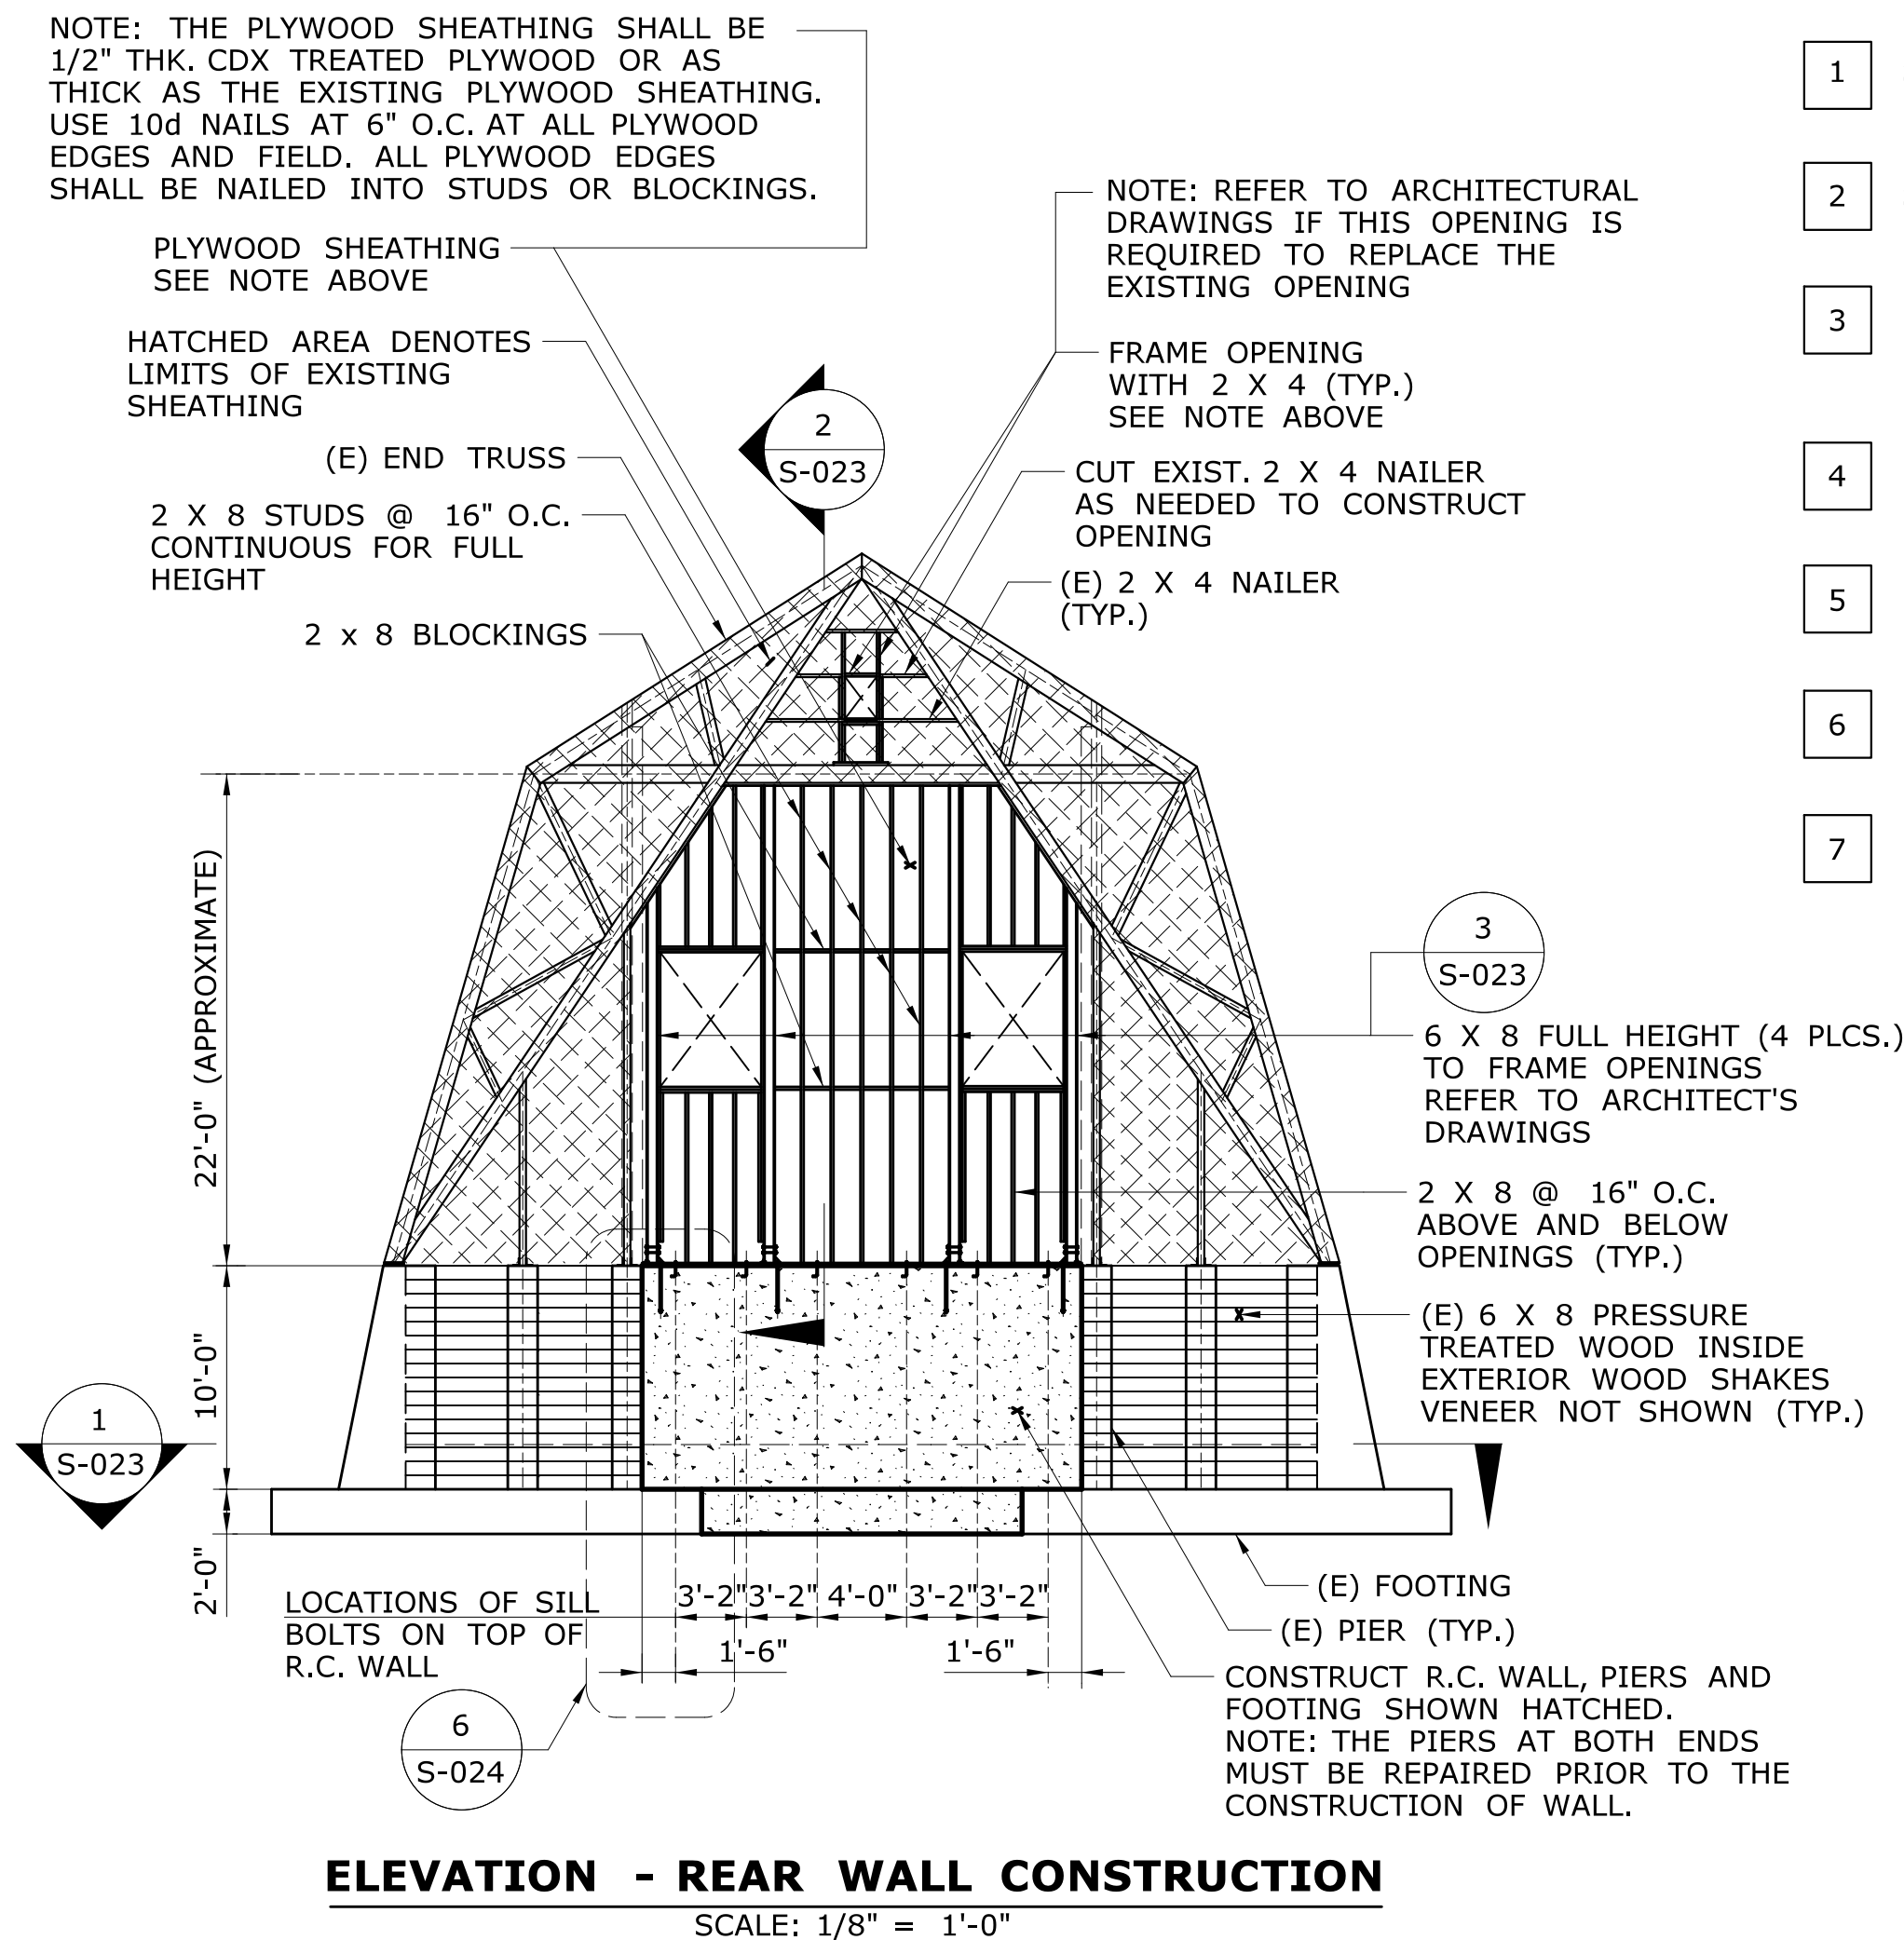 NOTE: THE PLYWOOD SHEATHING SHALL BE
1/2" THK. CDX TREATED PLYWOOD OR AS
THICK AS THE EXISTING PLYWOOD SHEATHING.
USE 10d NAILS AT 6" O.C. AT ALL PLYWOOD
EDGES AND FIELD. ALL PLYWOOD EDGES
SHALL BE NAILED INTO STUDS OR BLOCKINGS.
PLYWOOD SHEATHING
SEE NOTE ABOVE
HATCHED AREA DENOTES
LIMITS OF EXISTING
SHEATHING
(E) END TRUSS
2 X 8 STUDS @ 16" O.C.
CONTINUOUS FOR FULL
HEIGHT
2 x 8 BLOCKINGS
2
S-023
NOTE: REFER TO ARCHITECTURAL
DRAWINGS IF THIS OPENING IS
REQUIRED TO REPLACE THE
EXISTING OPENING
FRAME OPENING
WITH 2 X 4 (TYP.)
SEE NOTE ABOVE
CUT EXIST. 2 X 4 NAILER
AS NEEDED TO CONSTRUCT
OPENING
(E) 2 X 4 NAILER
(TYP.)
1
2
3
4
5
6
7
3
S-023
6 X 8 FULL HEIGHT (4 PLCS.)
TO FRAME OPENINGS
REFER TO ARCHITECT'S
DRAWINGS
2 X 8 @ 16" O.C.
ABOVE AND BELOW
OPENINGS (TYP.)
(E) 6 X 8 PRESSURE
TREATED WOOD INSIDE
EXTERIOR WOOD SHAKES
VENEER NOT SHOWN (TYP.)
22'-0" (APPROXIMATE)
10'-0"
2'-0"
1
S-023
LOCATIONS OF SILL
BOLTS ON TOP OF
R.C. WALL
3'-2"
3'-2"
4'-0"
3'-2"
3'-2"
1'-6"
1'-6"
6
S-024
(E) FOOTING
(E) PIER (TYP.)
CONSTRUCT R.C. WALL, PIERS AND
FOOTING SHOWN HATCHED.
NOTE: THE PIERS AT BOTH ENDS
MUST BE REPAIRED PRIOR TO THE
CONSTRUCTION OF WALL.
ELEVATION - REAR WALL CONSTRUCTION
SCALE: 1/8" = 1'-0"